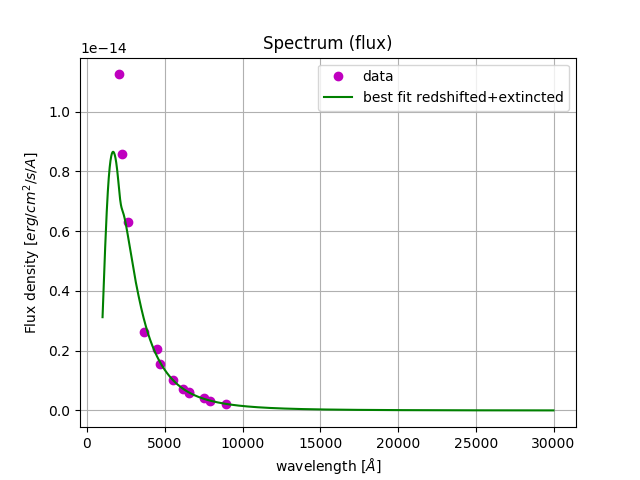 Spectrum (flux)
1e−14
data
best fit redshifted+extincted
Flux density [erg/cm²/s/A]
1.0
0.8
0.6
0.4
0.2
0.0
0 5000 10000 15000 20000 25000 30000
wavelength [Å]